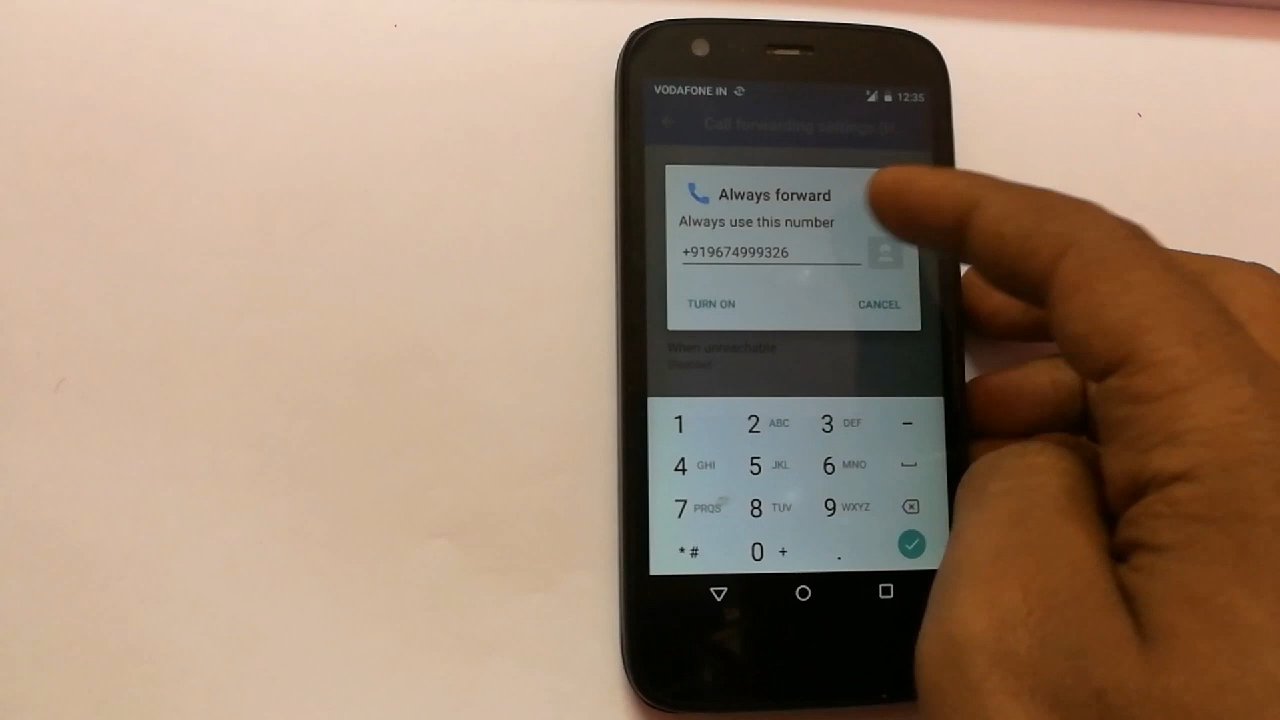 VODAFONE IN 12:35
Call forwarding settings
Always forward
Always use this number
+919674999326
TURN ON CANCEL
When unreachable
Disabled
1 2 ABC 3 DEF –
4 GHI 5 JKL 6 MNO
7 PRQS 8 TUV 9 WXYZ
*# 0 + .